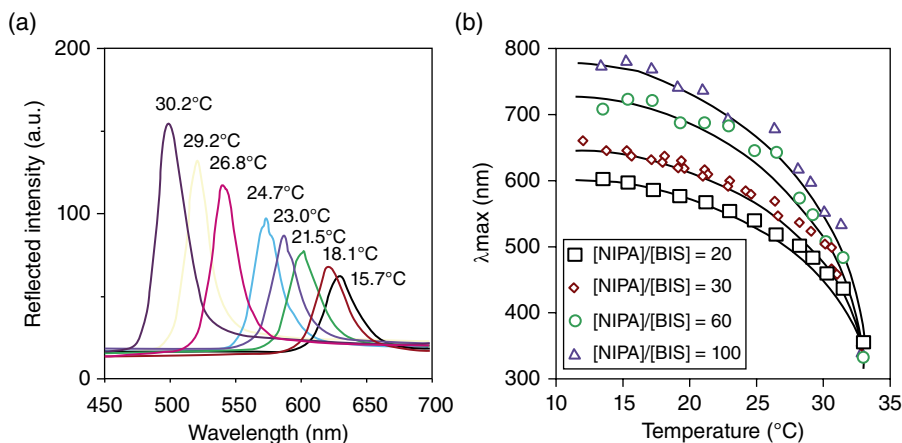 (a)
200
100
0
Reflected intensity (a.u.)
30.2°C
29.2°C
26.8°C
24.7°C
23.0°C
21.5°C
18.1°C
15.7°C
450 500 550 600 650 700
Wavelength (nm)
(b)
800
700
600
500
400
300
λmax (nm)
[NIPA]/[BIS] = 20
[NIPA]/[BIS] = 30
[NIPA]/[BIS] = 60
[NIPA]/[BIS] = 100
10 15 20 25 30 35
Temperature (°C)